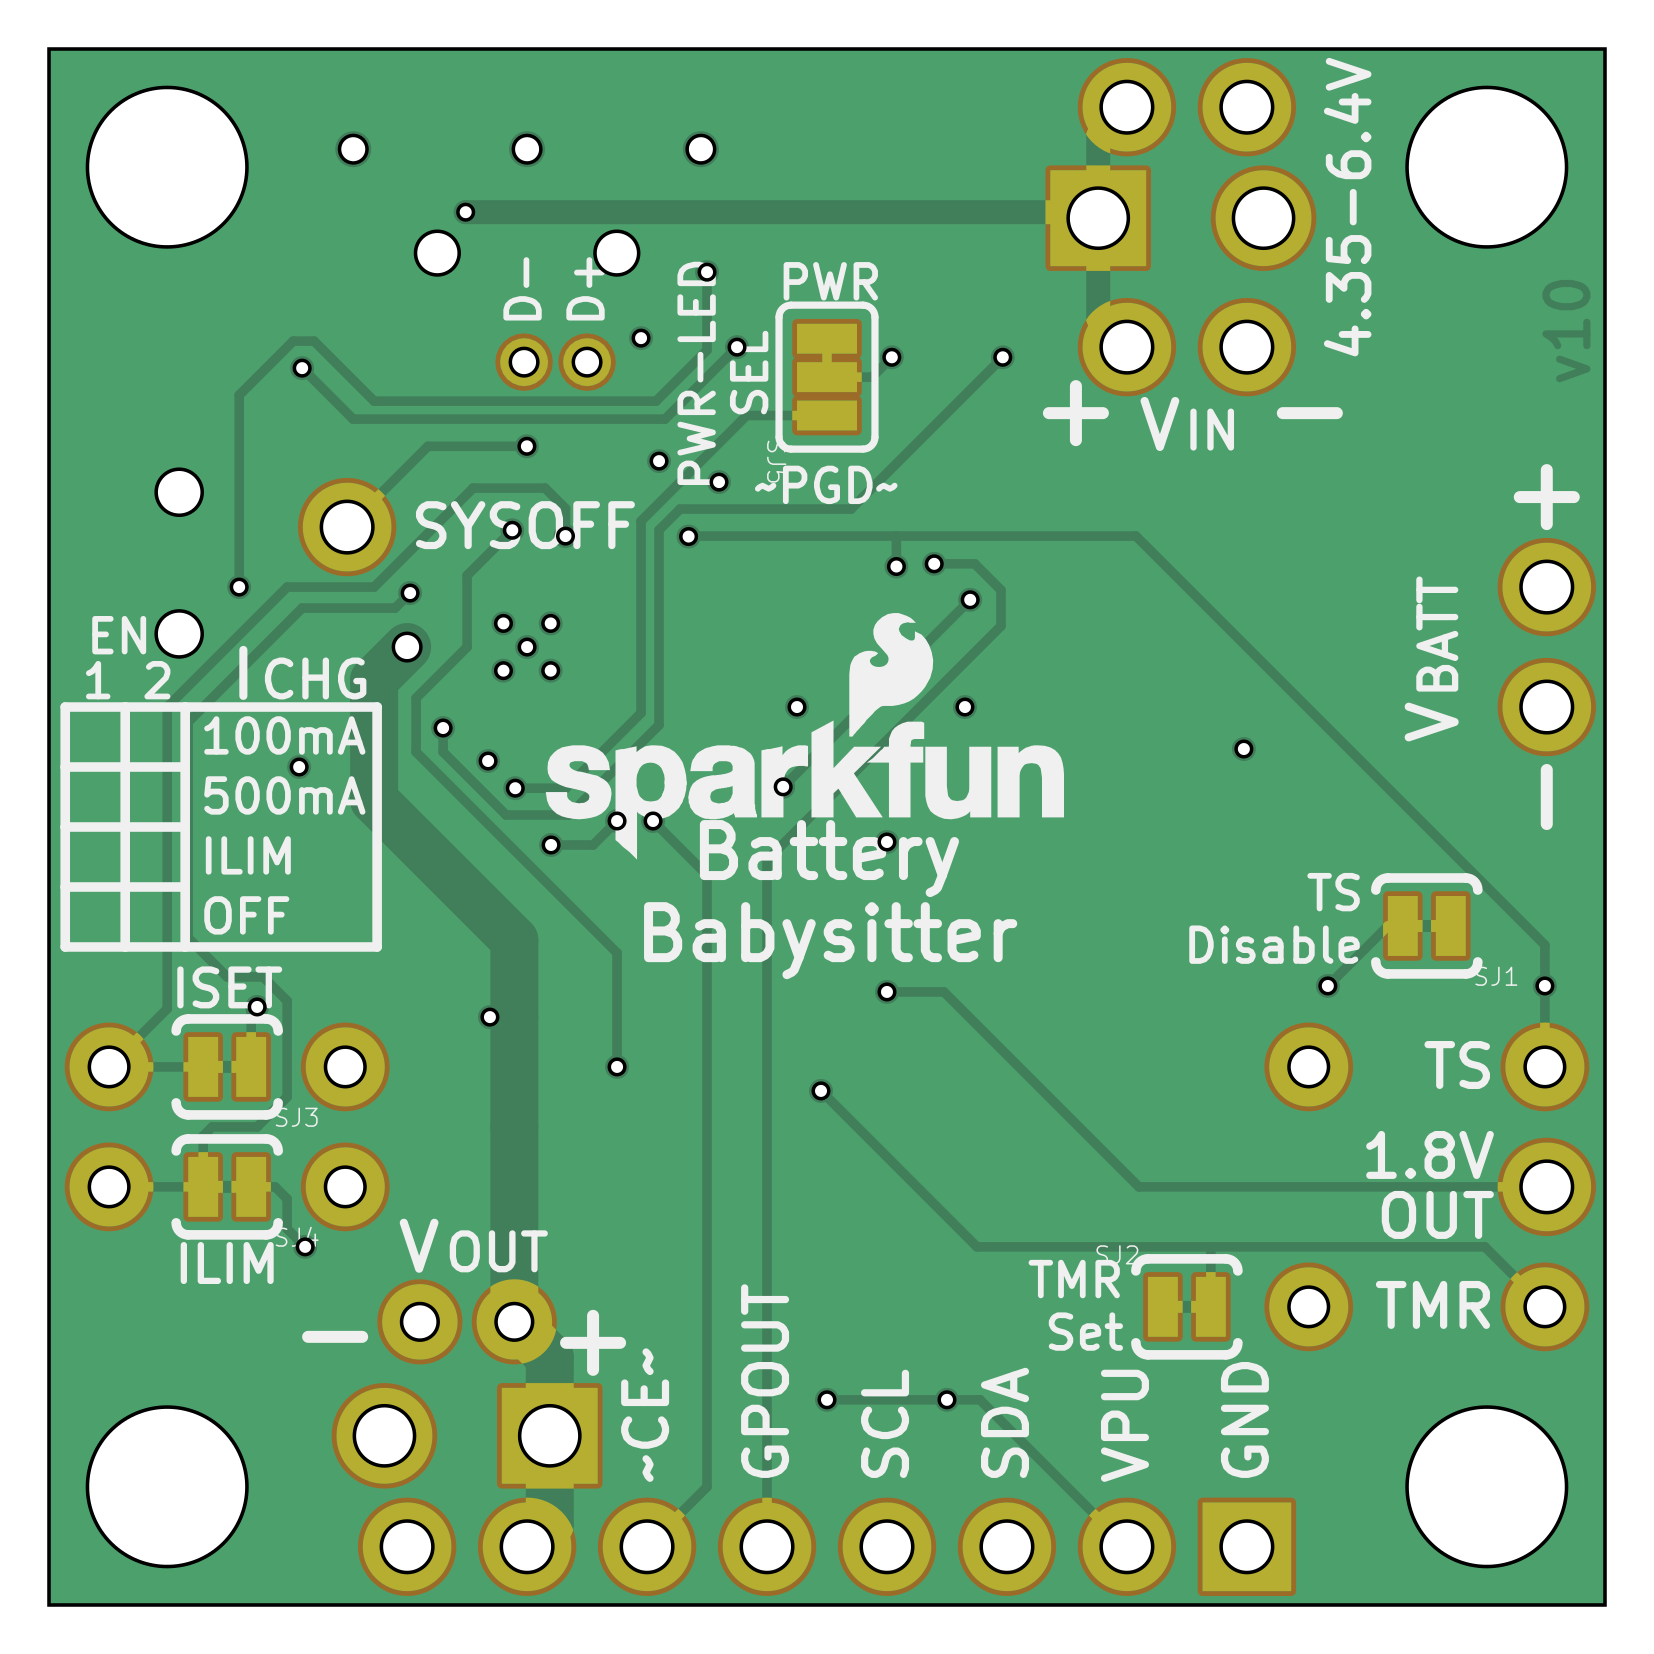 4.35-6.4V
D-
D+
PWR-LED
SEL
PWR
SJ5
~PGD~
+ VIN -
v10
SYSOFF
+
VBATT
-
EN
1 2
ICHG
100mA
500mA
ILIM
OFF
sparkfun
Battery
Babysitter
TS
Disable
SJ1
ISET
SJ3
TS
1.8V
OUT
SJ4
ILIM
VOUT
- +
SJ2
TMR
Set
TMR
~CE~
GPOUT
SCL
SDA
VPU
GND